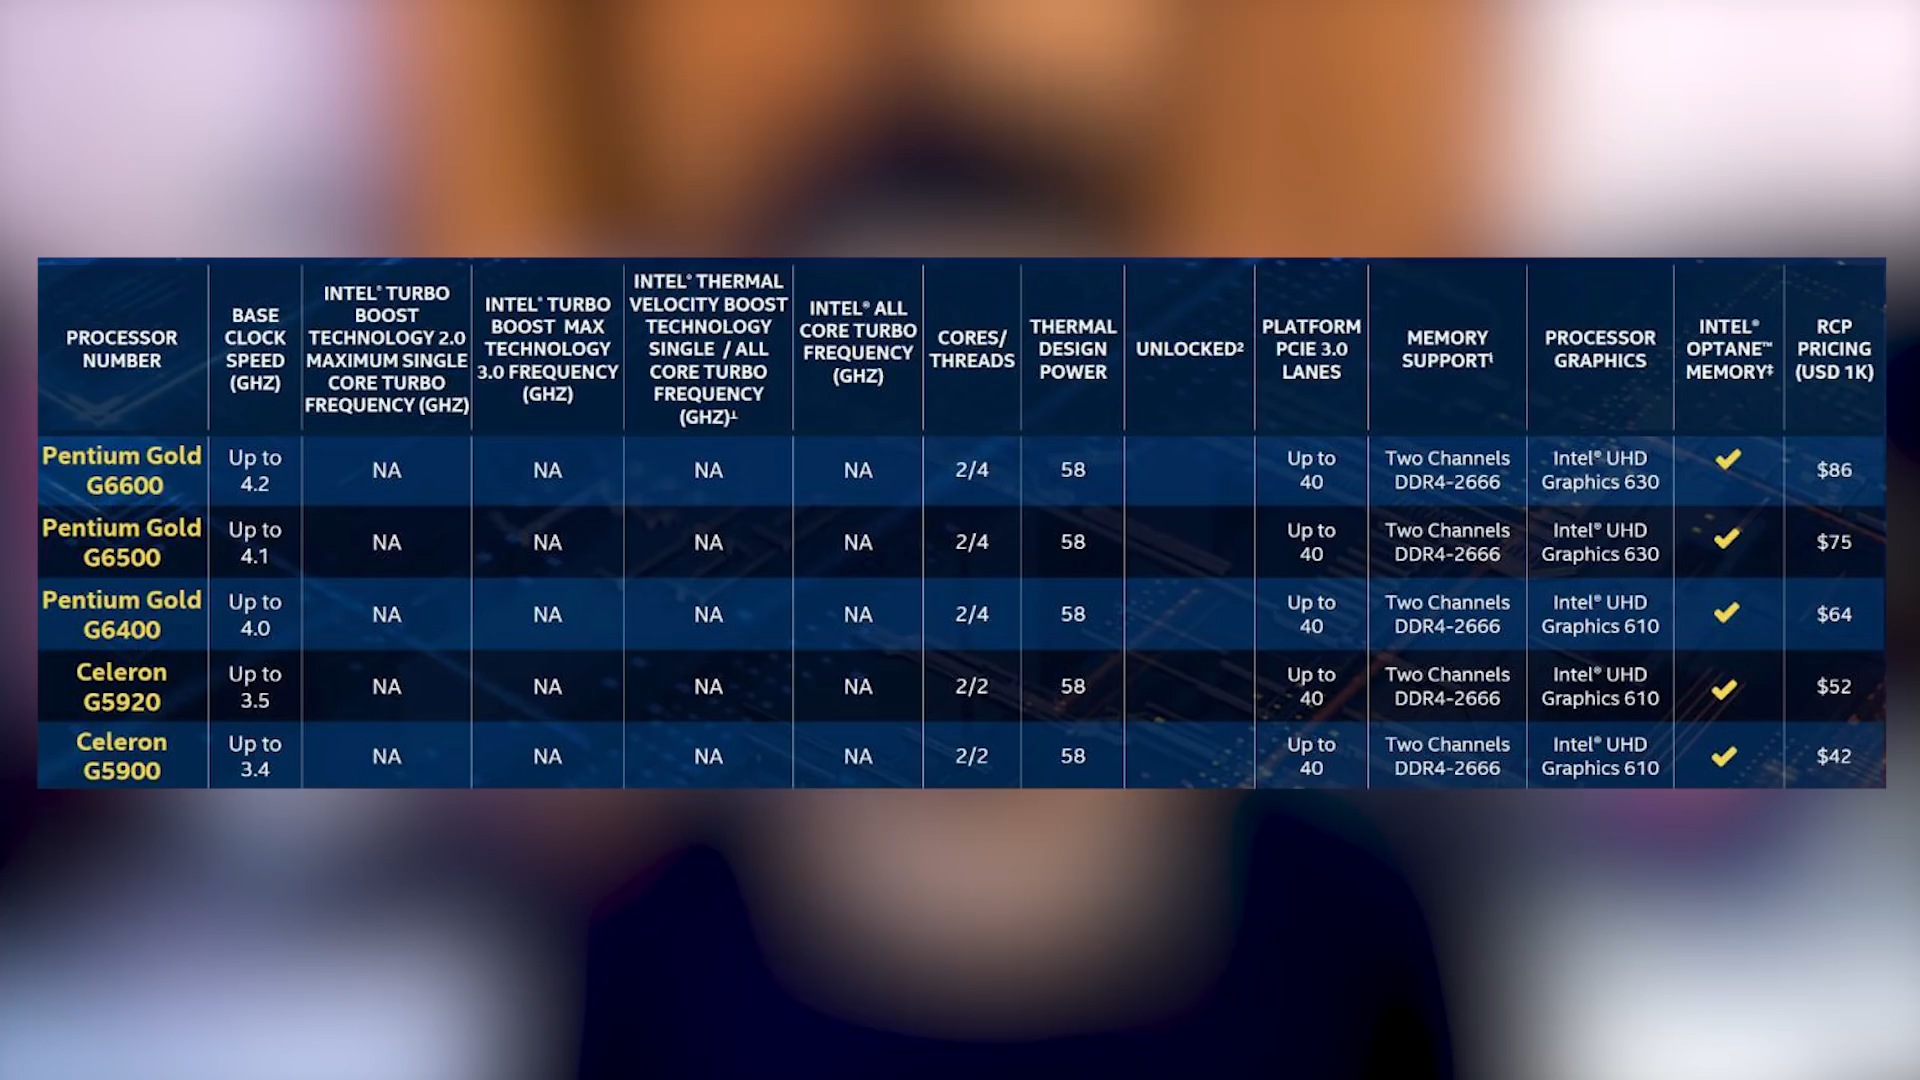 PROCESSOR NUMBER
BASE CLOCK SPEED (GHZ)
INTEL® TURBO BOOST TECHNOLOGY 2.0 MAXIMUM SINGLE CORE TURBO FREQUENCY (GHZ)
INTEL® TURBO BOOST MAX TECHNOLOGY 3.0 FREQUENCY (GHZ)
INTEL® THERMAL VELOCITY BOOST TECHNOLOGY SINGLE / ALL CORE TURBO FREQUENCY (GHZ)⊥
INTEL® ALL CORE TURBO FREQUENCY (GHZ)
CORES/ THREADS
THERMAL DESIGN POWER
UNLOCKED²
PLATFORM PCIE 3.0 LANES
MEMORY SUPPORTⁱ
PROCESSOR GRAPHICS
INTEL® OPTANE™ MEMORY‡
RCP PRICING (USD 1K)
Pentium Gold G6600 Up to 4.2 NA NA NA NA 2/4 58 Up to 40 Two Channels DDR4-2666 Intel® UHD Graphics 630 ✔ $86
Pentium Gold G6500 Up to 4.1 NA NA NA NA 2/4 58 Up to 40 Two Channels DDR4-2666 Intel® UHD Graphics 630 ✔ $75
Pentium Gold G6400 Up to 4.0 NA NA NA NA 2/4 58 Up to 40 Two Channels DDR4-2666 Intel® UHD Graphics 610 ✔ $64
Celeron G5920 Up to 3.5 NA NA NA NA 2/2 58 Up to 40 Two Channels DDR4-2666 Intel® UHD Graphics 610 ✔ $52
Celeron G5900 Up to 3.4 NA NA NA NA 2/2 58 Up to 40 Two Channels DDR4-2666 Intel® UHD Graphics 610 ✔ $42